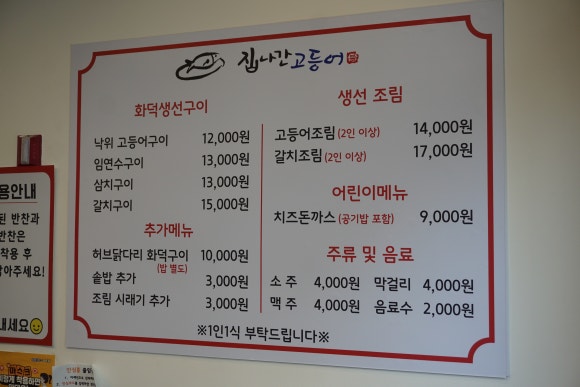 집나간고등어
화덕생선구이
낙위 고등어구이 12,000원
임연수구이 13,000원
삼치구이 13,000원
갈치구이 15,000원
추가메뉴
허브닭다리 화덕구이 10,000원
(밥 별도)
솥밥 추가 3,000원
조림 시래기 추가 3,000원
생선 조림
고등어조림(2인 이상) 14,000원
갈치조림(2인 이상) 17,000원
어린이메뉴
치즈돈까스(공기밥 포함) 9,000원
주류 및 음료
소 주 4,000원 막걸리 4,000원
맥 주 4,000원 음료수 2,000원
※1인1식 부탁드립니다※
용안내
된 반찬과
반찬은
착용 후
아주세요!
내세요